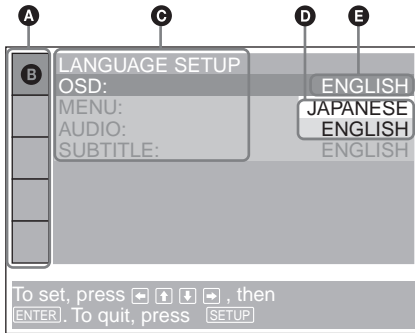 A C D E
B
LANGUAGE SETUP
OSD: ENGLISH
MENU: JAPANESE
AUDIO: ENGLISH
SUBTITLE: ENGLISH
To set, press ← ↑ ↓ → , then
ENTER . To quit, press SETUP